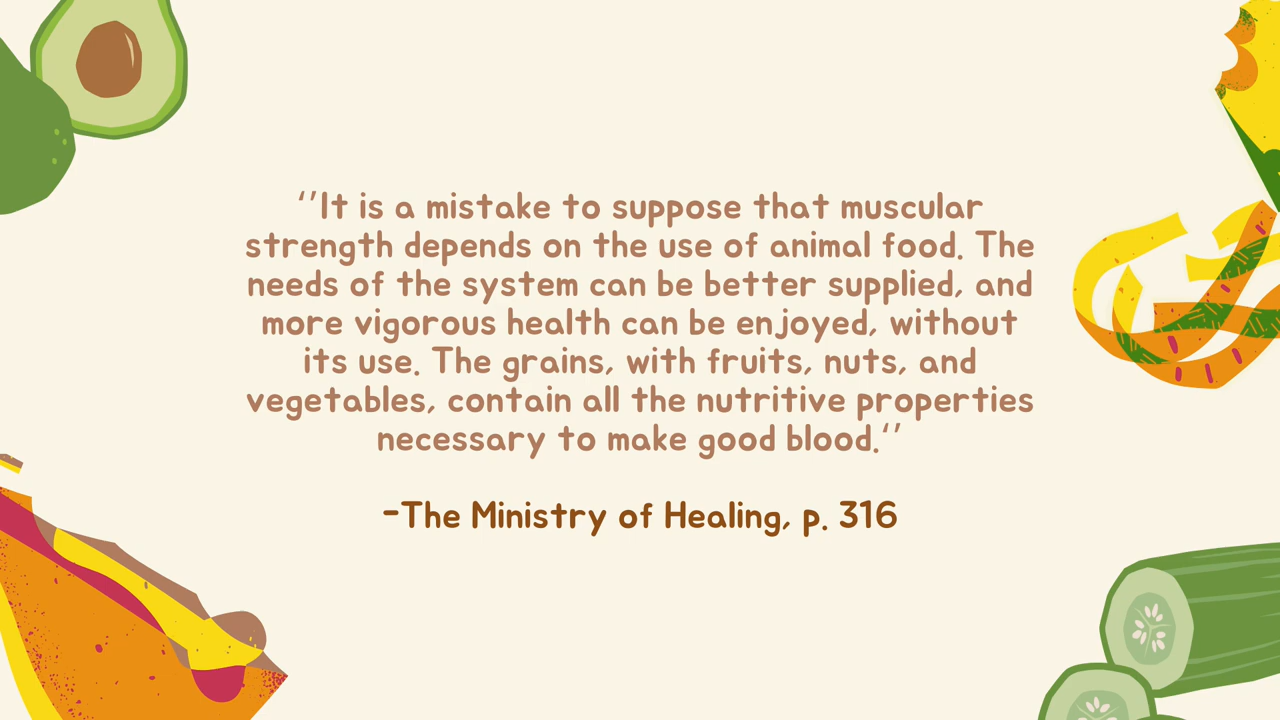 ‘’It is a mistake to suppose that muscular
strength depends on the use of animal food. The
needs of the system can be better supplied, and
more vigorous health can be enjoyed, without
its use. The grains, with fruits, nuts, and
vegetables, contain all the nutritive properties
necessary to make good blood.‘’
-The Ministry of Healing, p. 316